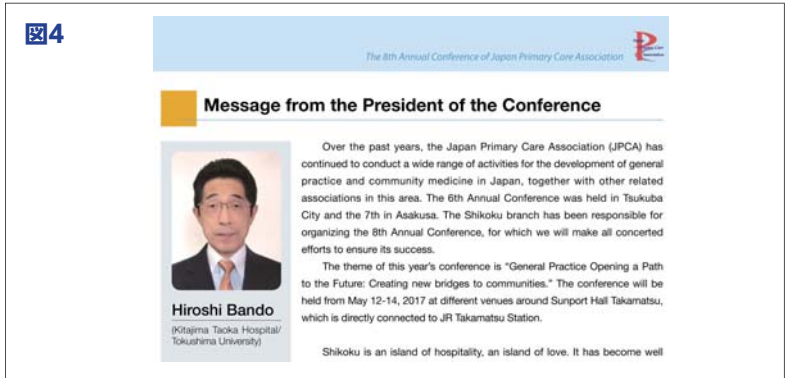 図4
The 8th Annual Conference of Japan Primary Care Association
Message from the President of the Conference
Over the past years, the Japan Primary Care Association (JPCA) has
continued to conduct a wide range of activities for the development of general
practice and community medicine in Japan, together with other related
associations in this area. The 6th Annual Conference was held in Tsukuba
City and the 7th in Asakusa. The Shikoku branch has been responsible for
organizing the 8th Annual Conference, for which we will make all concerted
efforts to ensure its success.
The theme of this year's conference is "General Practice Opening a Path
to the Future: Creating new bridges to communities." The conference will be
held from May 12-14, 2017 at different venues around Sunport Hall Takamatsu,
which is directly connected to JR Takamatsu Station.
Shikoku is an island of hospitality, an island of love. It has become well
Hiroshi Bando
(Kitajima Taoka Hospital/
Tokushima University)